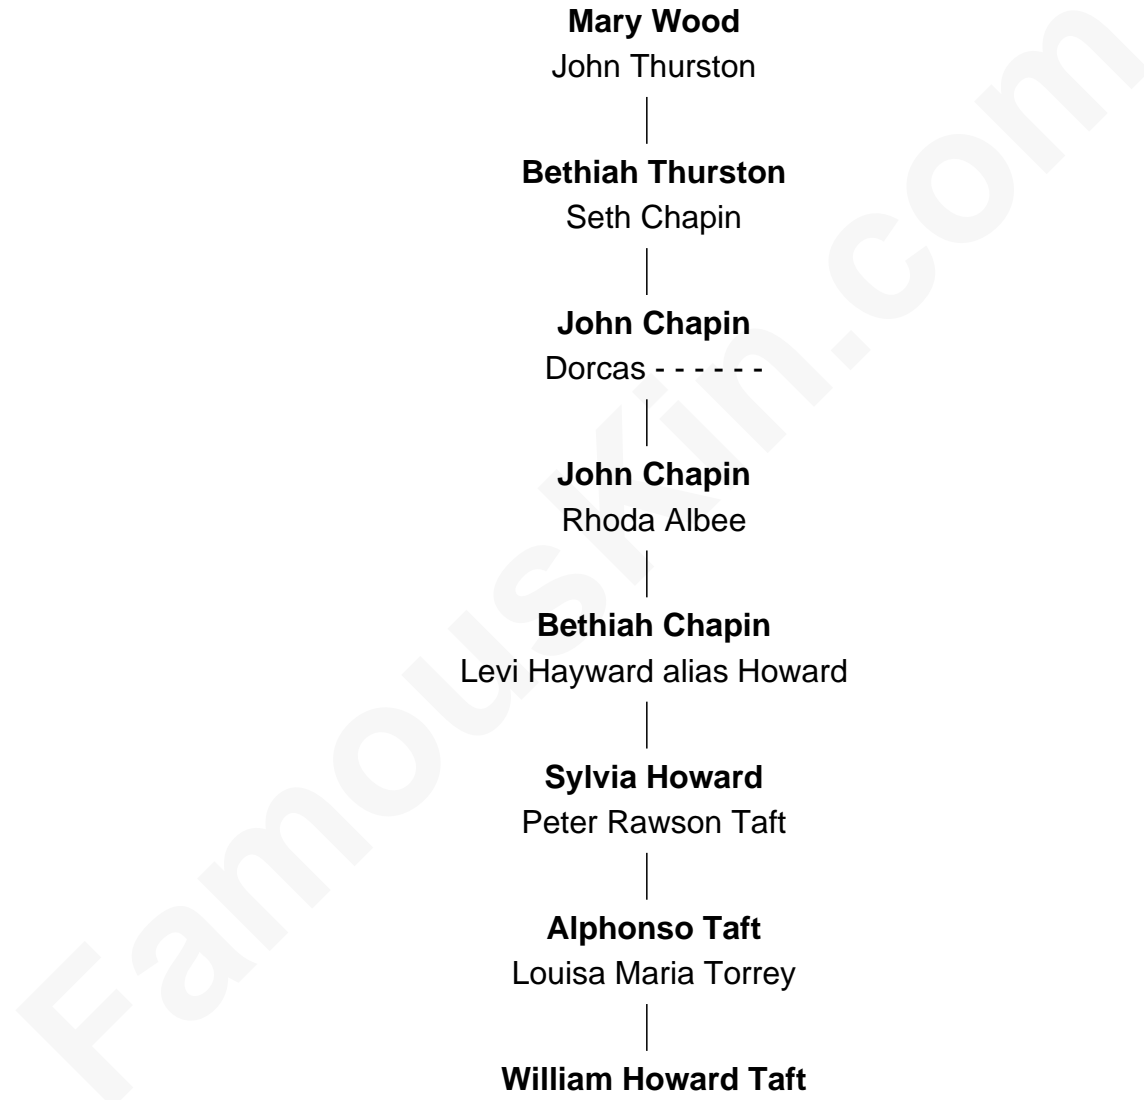 Mary Wood
John Thurston
Bethiah Thurston
Seth Chapin
John Chapin
Dorcas - - - - - -
John Chapin
Rhoda Albee
Bethiah Chapin
Levi Hayward alias Howard
Sylvia Howard
Peter Rawson Taft
Alphonso Taft
Louisa Maria Torrey
William Howard Taft
FamousKin.com